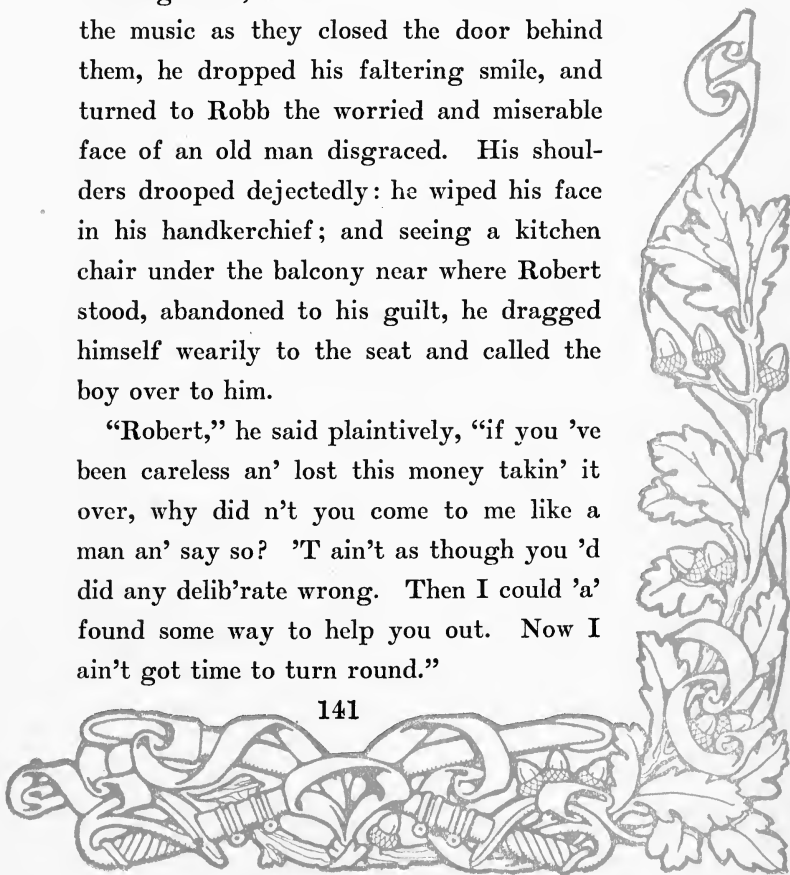 the music as they closed the door behind
them, he dropped his faltering smile, and
turned to Robb the worried and miserable
face of an old man disgraced. His shoul-
ders drooped dejectedly: he wiped his face
in his handkerchief; and seeing a kitchen
chair under the balcony near where Robert
stood, abandoned to his guilt, he dragged
himself wearily to the seat and called the
boy over to him.
“Robert,” he said plaintively, “if you ’ve
been careless an’ lost this money takin’ it
over, why did n’t you come to me like a
man an’ say so? ’T ain’t as though you ’d
did any delib’rate wrong. Then I could ’a’
found some way to help you out. Now I
ain’t got time to turn round.”
141